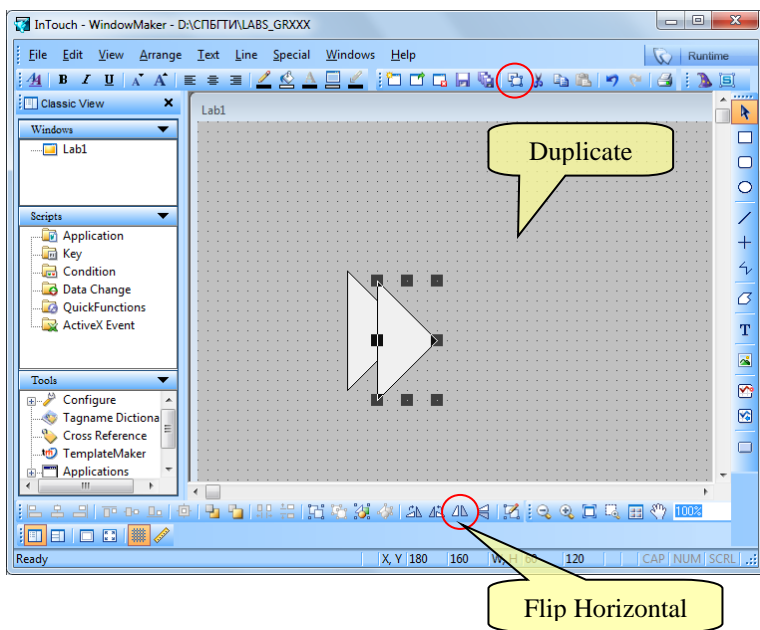 InTouch - WindowMaker - D:\СПБГТИ\LABS_GRXXX
File Edit View Arrange Text Line Special Windows Help
Runtime
A1 B I U A A
Classic View
Lab1
Windows
Lab1
Duplicate
Scripts
Application
Key
Condition
Data Change
QuickFunctions
ActiveX Event
T
Tools
Configure
Tagname Dictiona
Cross Reference
TemplateMaker
Applications
100%
Ready
X, Y 180 160 W, H 60 120 CAP NUM SCRL
Flip Horizontal